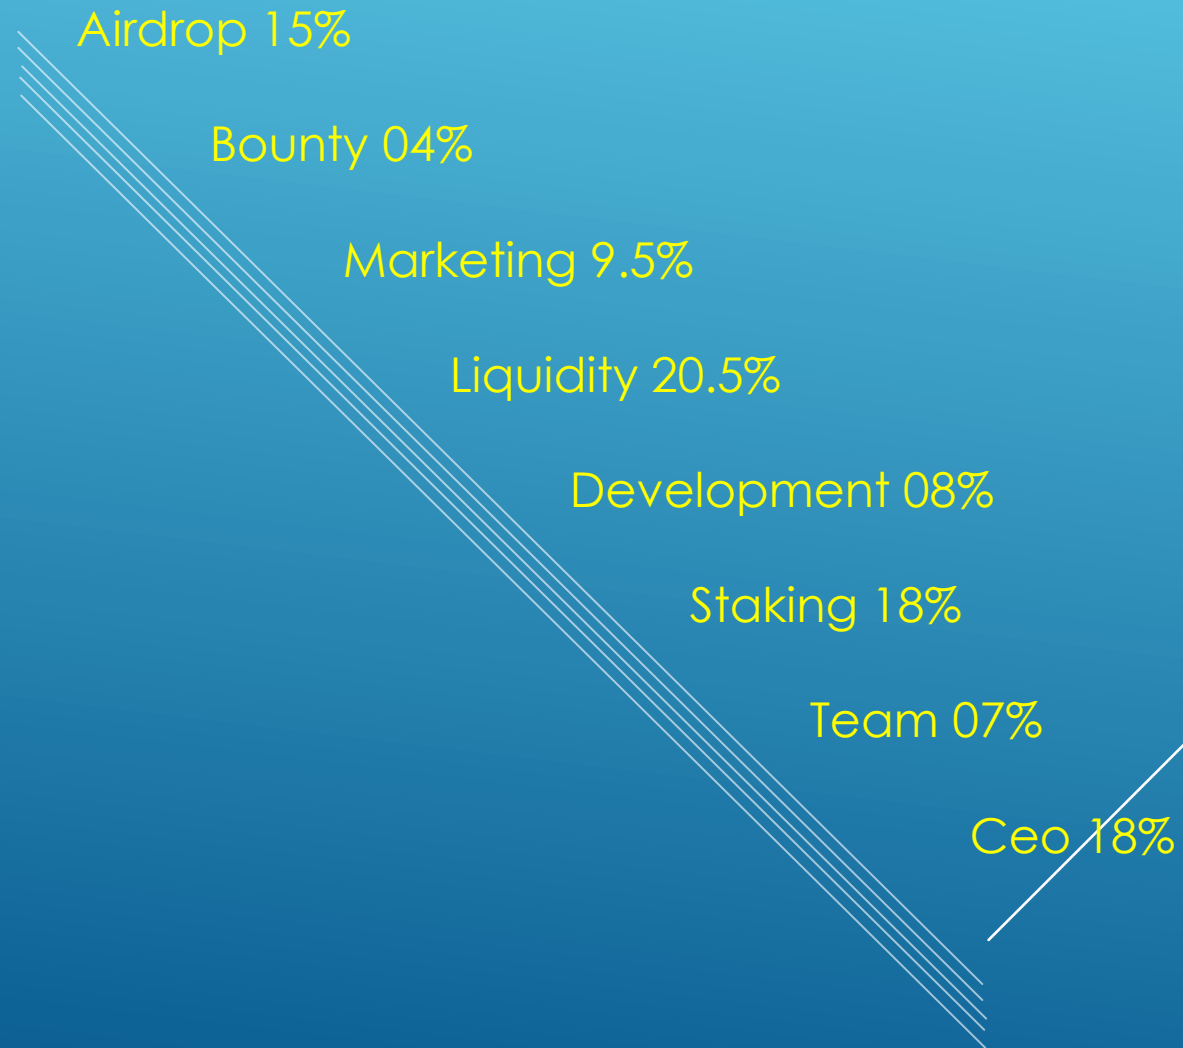 Airdrop 15%
Bounty 04%
Marketing 9.5%
Liquidity 20.5%
Development 08%
Staking 18%
Team 07%
Ceo 18%